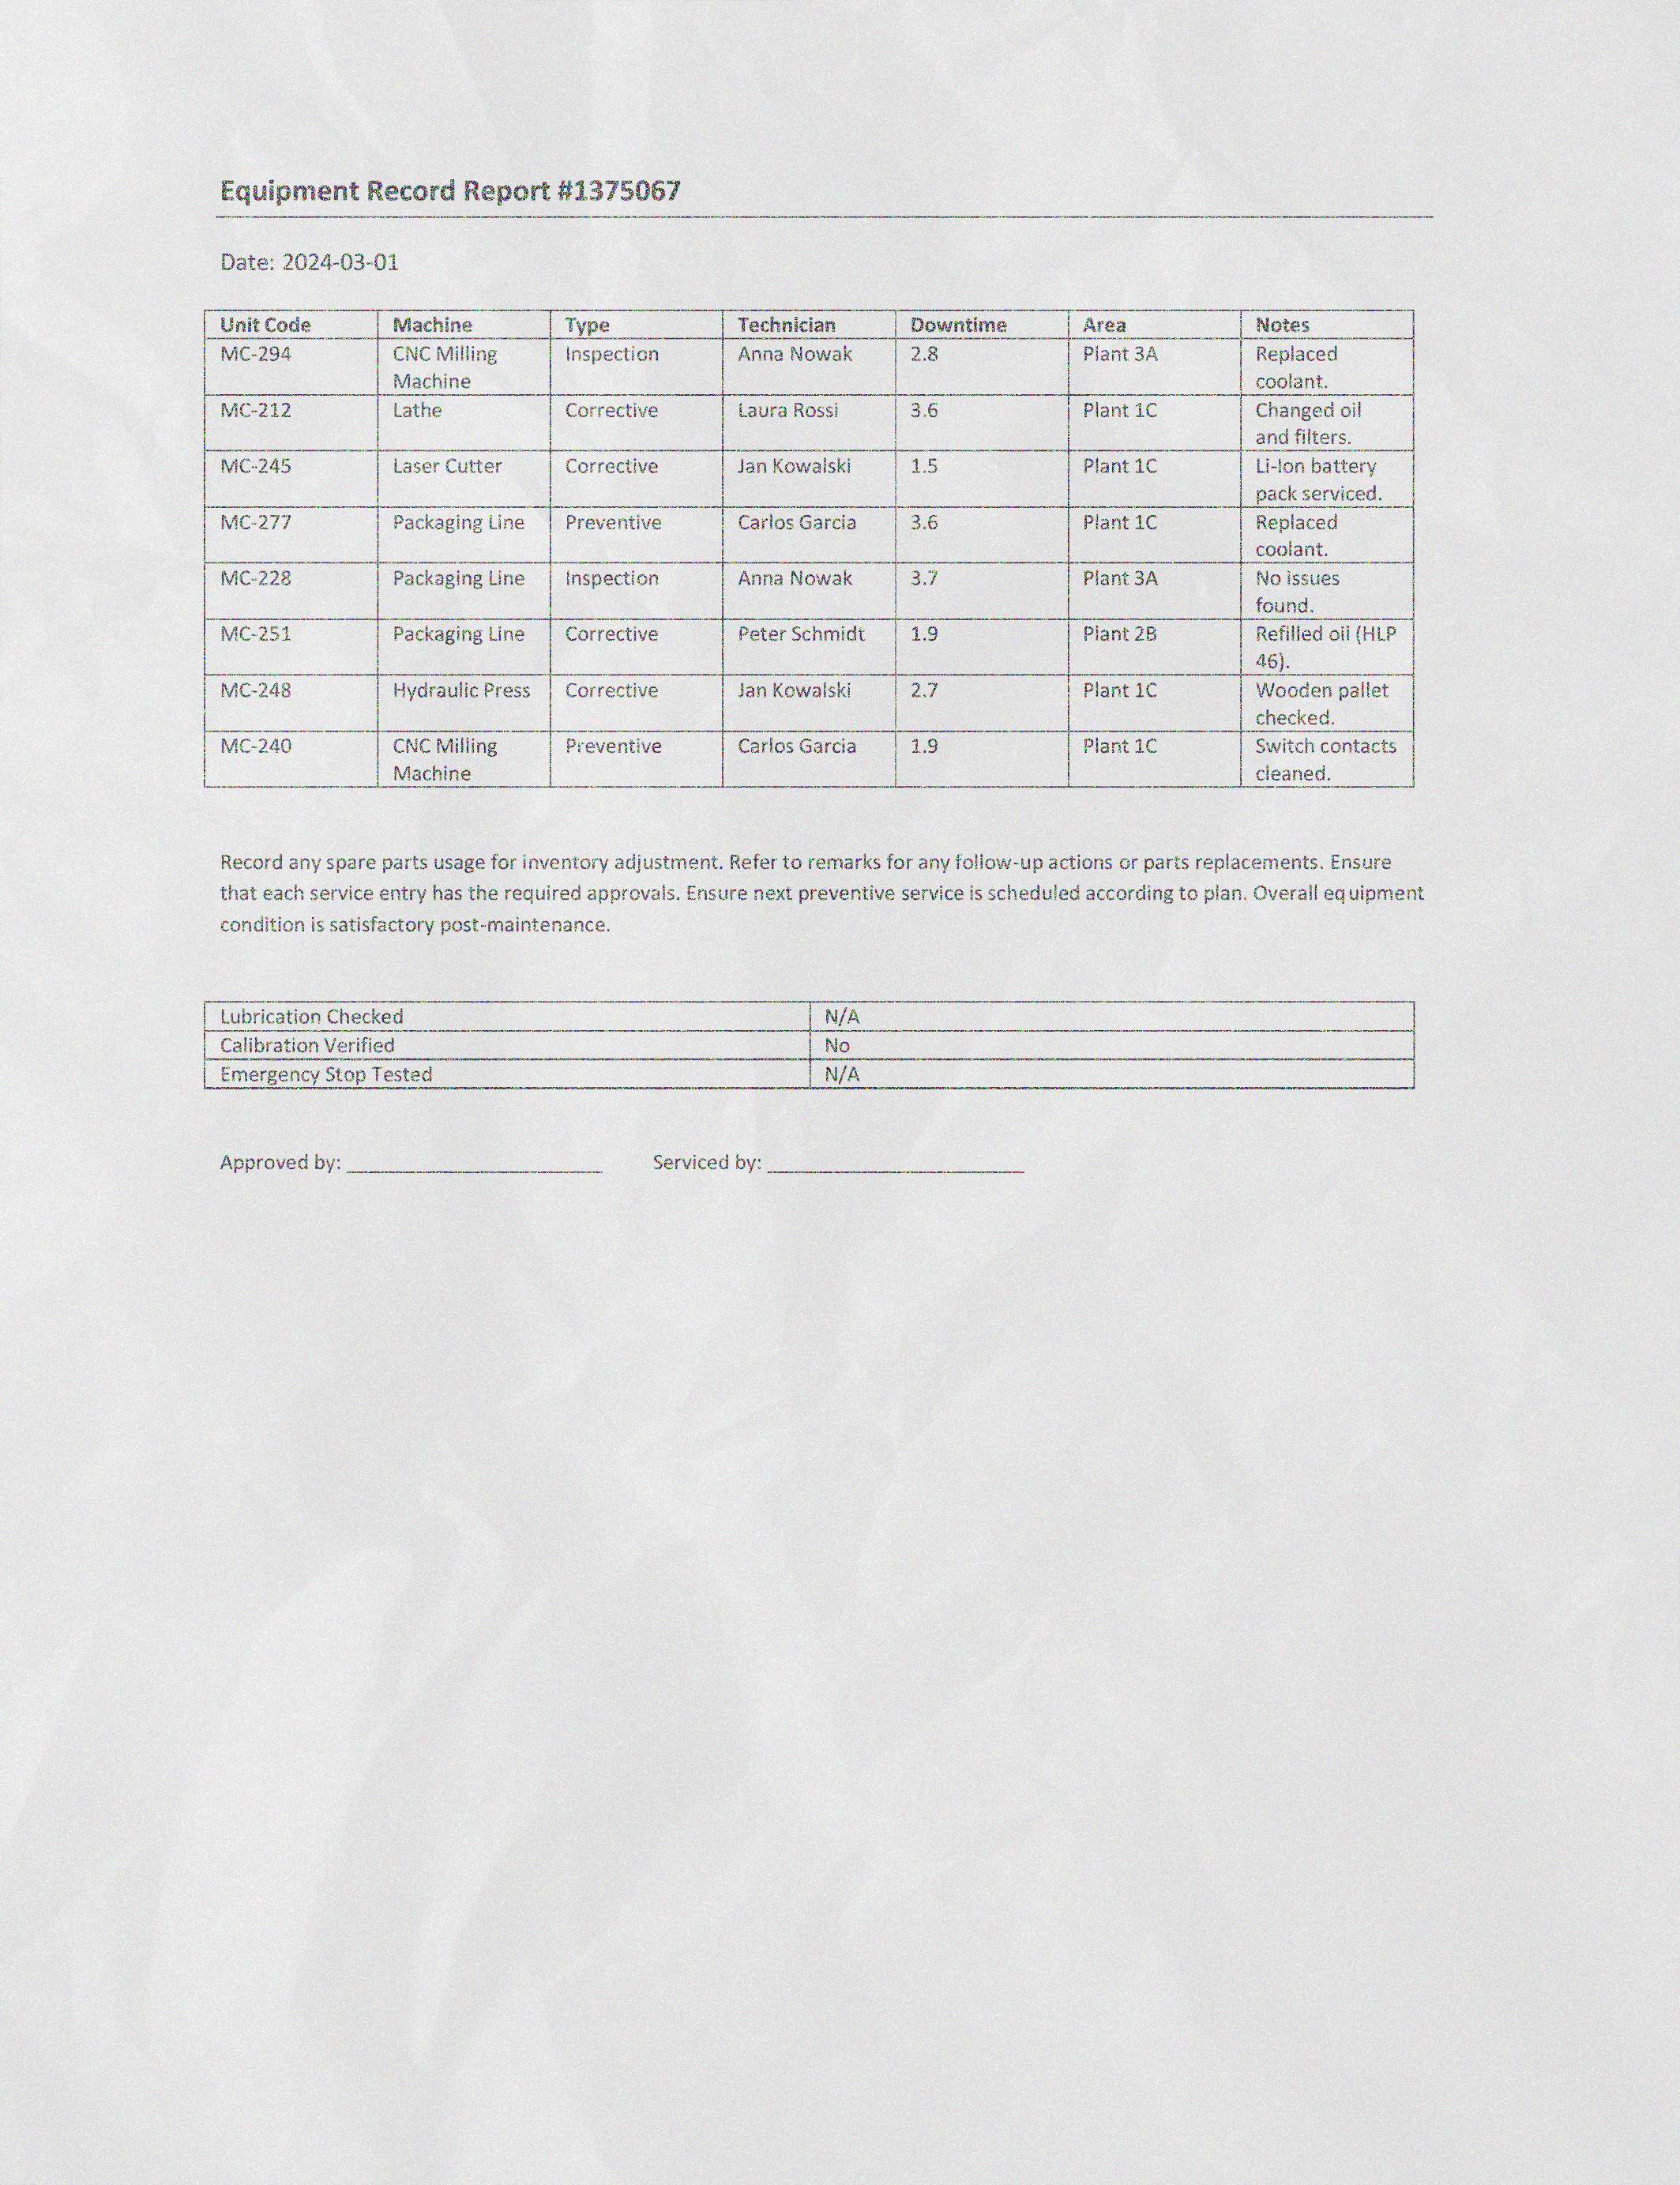 Equipment Record Report #1375067
Date: 2024-03-01
Unit Code Machine Type Technician Downtime Area Notes
MC-294 CNC Milling Machine Inspection Anna Nowak 2.8 Plant 3A Replaced coolant.
MC-212 Lathe Corrective Laura Rossi 3.6 Plant 1C Changed oil and filters.
MC-245 Laser Cutter Corrective Jan Kowalski 1.5 Plant 1C Li-Ion battery pack serviced.
MC-277 Packaging Line Preventive Carlos Garcia 3.6 Plant 1C Replaced coolant.
MC-228 Packaging Line Inspection Anna Nowak 3.7 Plant 3A No issues found.
MC-251 Packaging Line Corrective Peter Schmidt 1.9 Plant 2B Refilled oil (HLP 46).
MC-248 Hydraulic Press Corrective Jan Kowalski 2.7 Plant 1C Wooden pallet checked.
MC-240 CNC Milling Machine Preventive Carlos Garcia 1.9 Plant 1C Switch contacts cleaned.
Record any spare parts usage for inventory adjustment. Refer to remarks for any follow-up actions or parts replacements. Ensure
that each service entry has the required approvals. Ensure next preventive service is scheduled according to plan. Overall equipment
condition is satisfactory post-maintenance.
Lubrication Checked N/A
Calibration Verified No
Emergency Stop Tested N/A
Approved by: ______________________ Serviced by: ______________________